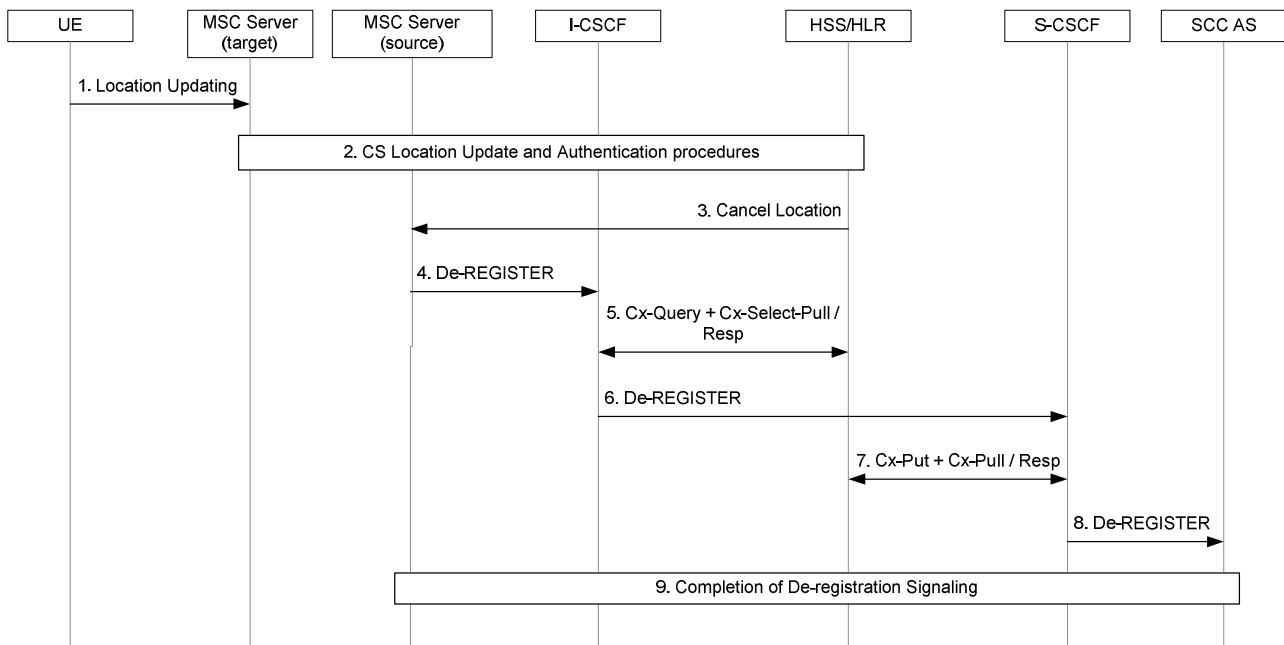 UE
MSC Server
(target)
MSC Server
(source)
I-CSCF
HSS/HLR
S-CSCF
SCC AS
1. Location Updating
2. CS Location Update and Authentication procedures
3. Cancel Location
4. De-REGISTER
5. Cx-Query + Cx-Select-Pull /
Resp
6. De-REGISTER
7. Cx-Put + Cx-Pull / Resp
8. De-REGISTER
9. Completion of De-registration Signaling